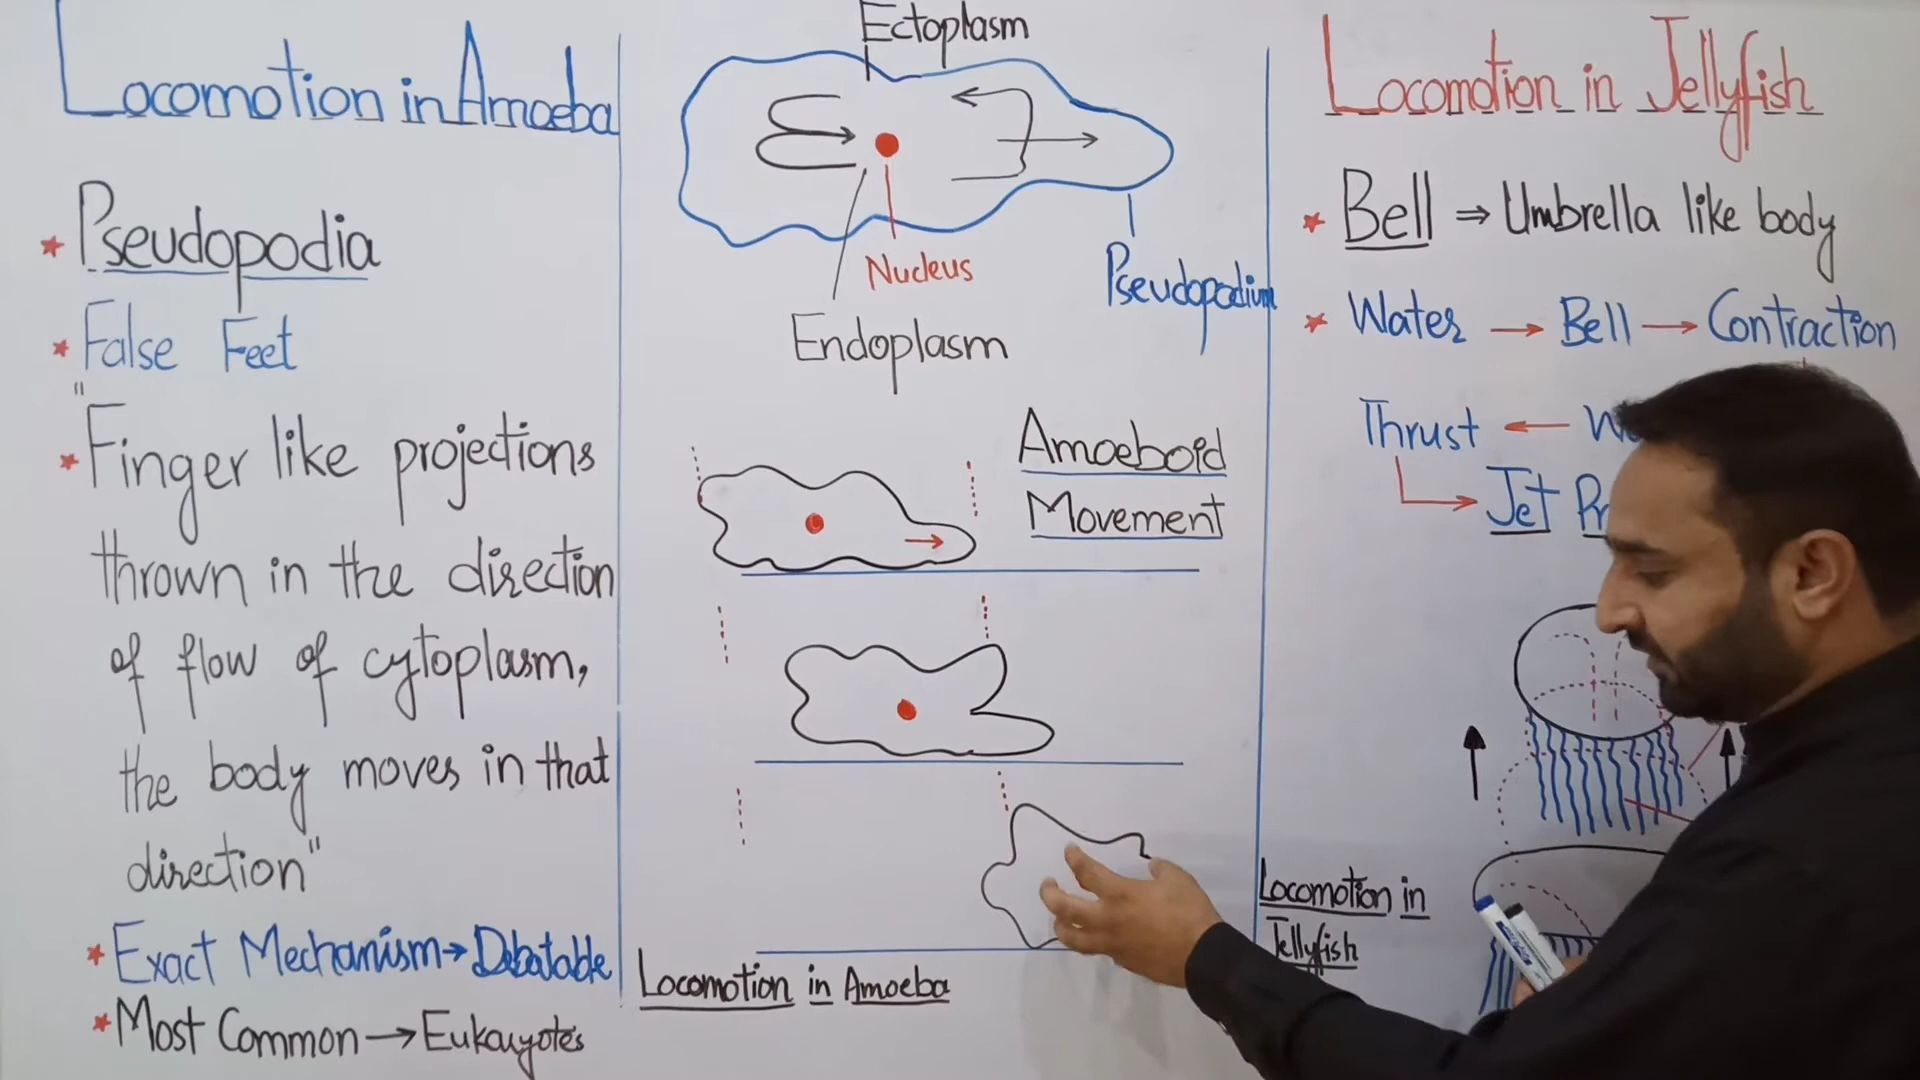 Locomotion in Amoeba
* Pseudopodia
* False Feet
* "Finger like projections
thrown in the direction
of flow of cytoplasm,
the body moves in that
direction"
* Exact Mechanism → Debatable
* Most Common → Eukaryotes
Ectoplasm
Nucleus
Pseudopodium
Endoplasm
Amoeboid
Movement
Locomotion in Amoeba
Locomotion in Jellyfish
* Bell ⇒ Umbrella like body
* Water → Bell → Contraction
Thrust ←
Jet
Locomotion in
Jellyfish